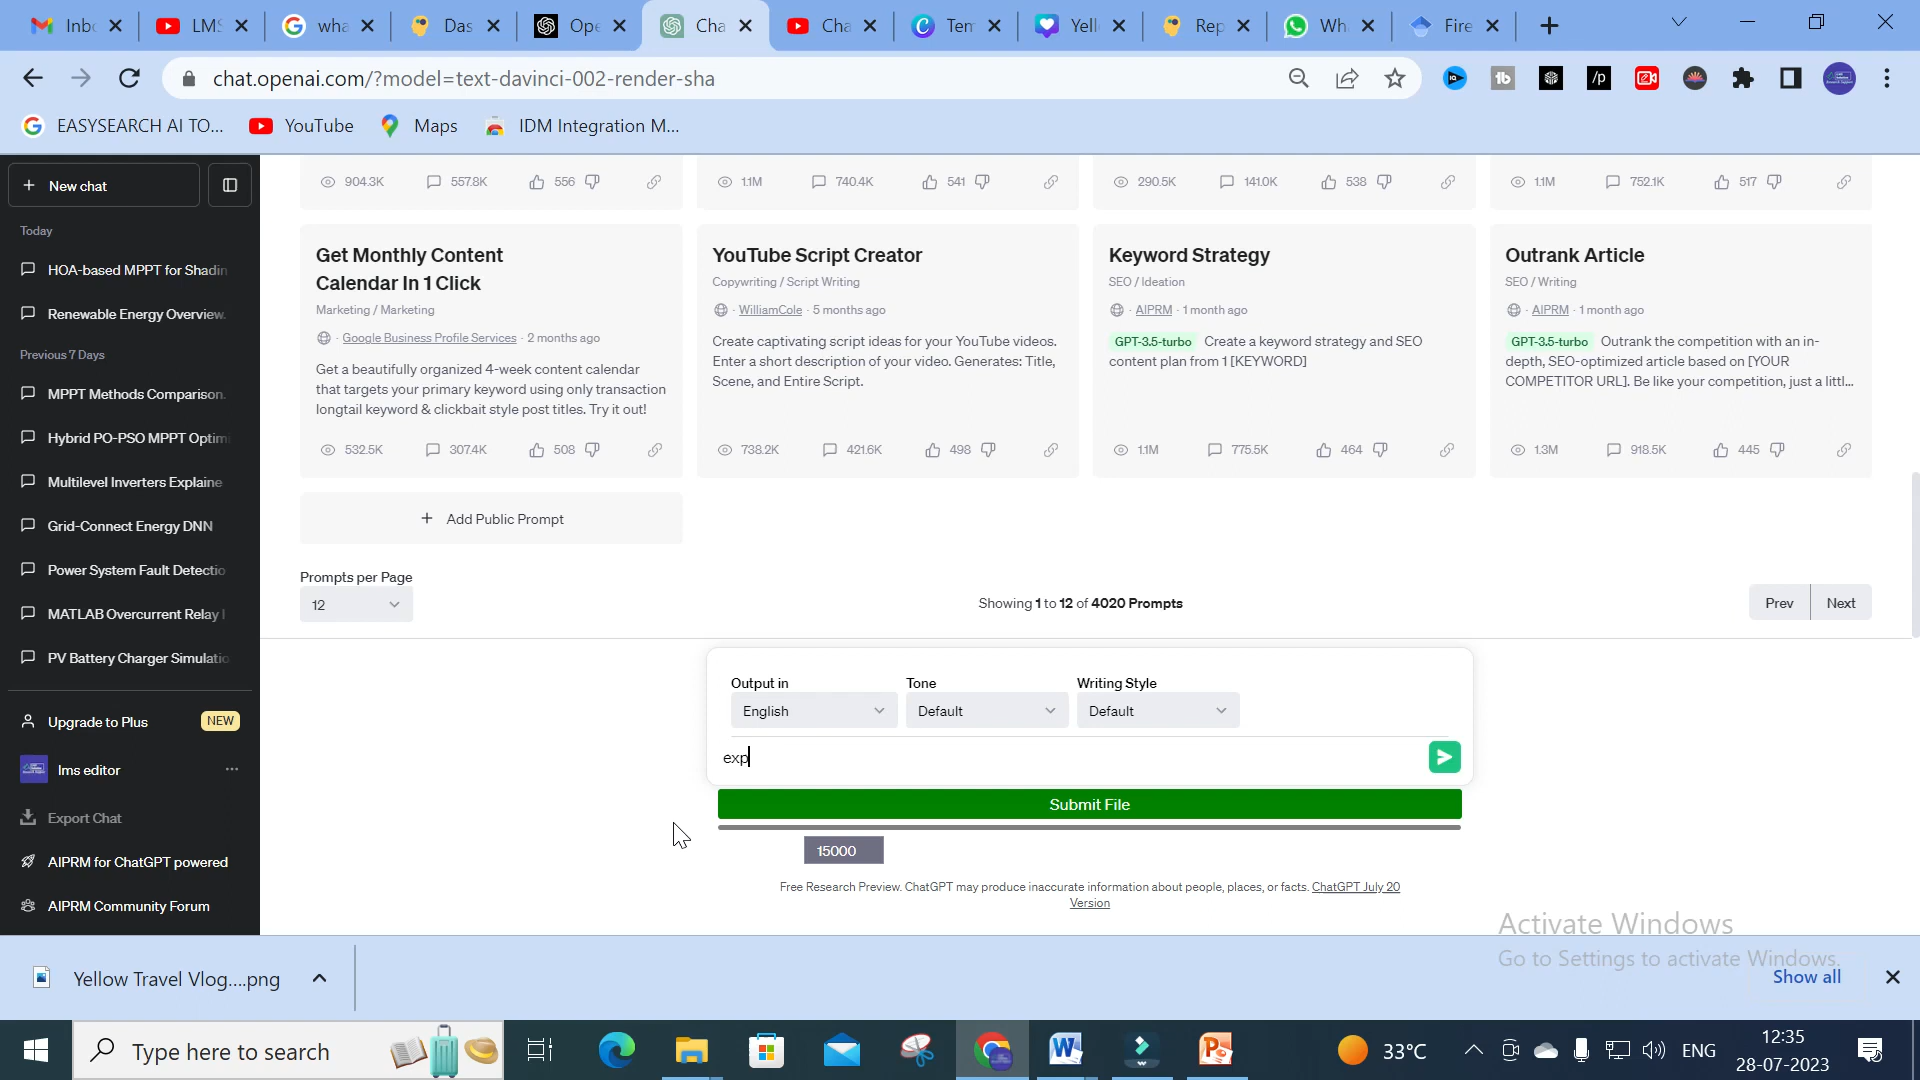 Inbo
LMS
wha
Das
Ope
Cha
Cha
Tem
Yell
Rep
Wh
Fire
chat.openai.com/?model=text-davinci-002-render-sha
EASYSEARCH AI TO...
YouTube
Maps
IDM Integration M...
New chat
Today
HOA-based MPPT for Shadin
Renewable Energy Overview.
Previous 7 Days
MPPT Methods Comparison.
Hybrid PO-PSO MPPT Optimi
Multilevel Inverters Explaine
Grid-Connect Energy DNN
Power System Fault Detectio
MATLAB Overcurrent Relay I
PV Battery Charger Simulatio
Upgrade to Plus
NEW
lms editor
Export Chat
AIPRM for ChatGPT powered
AIPRM Community Forum
904.3K 557.8K 556
1.1M 740.4K 541
290.5K 141.0K 538
1.1M 752.1K 517
Get Monthly Content
Calendar In 1 Click
Marketing / Marketing
· Google Business Profile Services · 2 months ago
Get a beautifully organized 4-week content calendar
that targets your primary keyword using only transaction
longtail keyword & clickbait style post titles. Try it out!
532.5K 307.4K 508
YouTube Script Creator
Copywriting / Script Writing
· WilliamCole · 5 months ago
Create captivating script ideas for your YouTube videos.
Enter a short description of your video. Generates: Title,
Scene, and Entire Script.
738.2K 421.6K 498
Keyword Strategy
SEO / Ideation
· AIPRM · 1 month ago
GPT-3.5-turbo Create a keyword strategy and SEO
content plan from 1 [KEYWORD]
1.1M 775.5K 464
Outrank Article
SEO / Writing
· AIPRM · 1 month ago
GPT-3.5-turbo Outrank the competition with an in-
depth, SEO-optimized article based on [YOUR
COMPETITOR URL]. Be like your competition, just a littl...
1.3M 918.5K 445
+ Add Public Prompt
Prompts per Page
12
Showing 1 to 12 of 4020 Prompts
Prev
Next
Output in
Tone
Writing Style
English
Default
Default
exp
Submit File
15000
Free Research Preview. ChatGPT may produce inaccurate information about people, places, or facts. ChatGPT July 20
Version
Activate Windows
Go to Settings to activate Windows.
Yellow Travel Vlog....png
Show all
Type here to search
33°C
ENG
12:35
28-07-2023